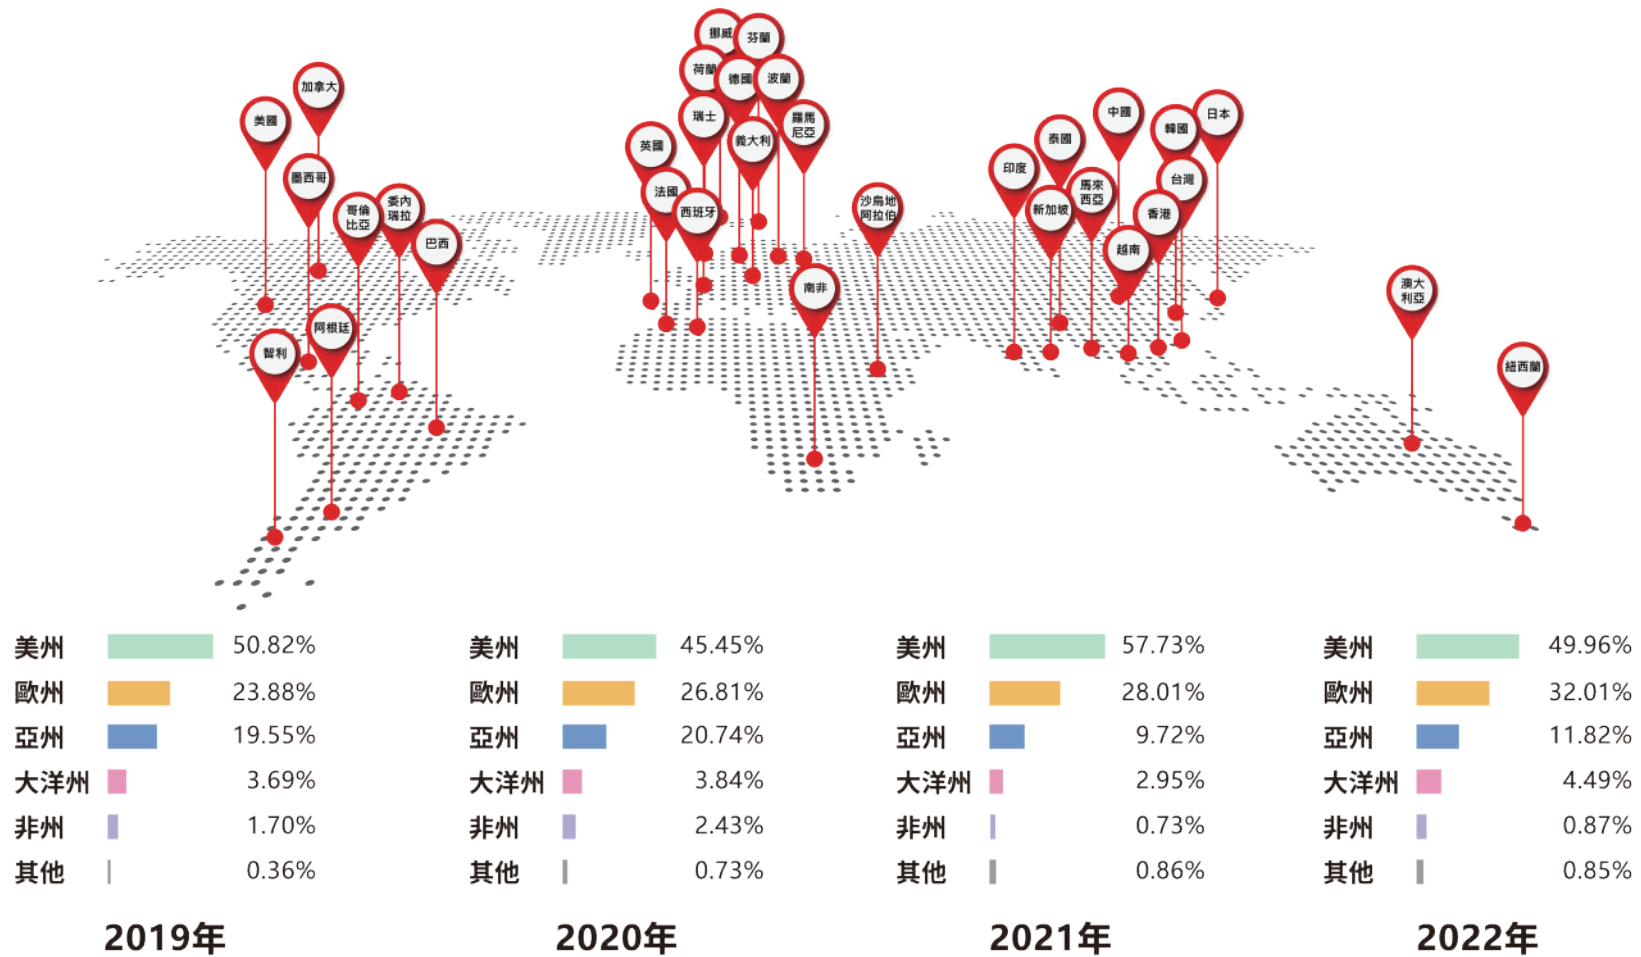 挪威
芬蘭
荷蘭
德國
波蘭
加拿大
美國
瑞士
羅馬
尼亞
義大利
英國
中國
日本
韓國
泰國
印度
墨西哥
法國
西班牙
馬來
西亞
台灣
哥倫
比亞
委內
瑞拉
沙烏地
阿拉伯
新加坡
香港
巴西
越南
南非
澳大
利亞
阿根廷
智利
紐西蘭
美州 50.82%
歐州 23.88%
亞州 19.55%
大洋州 3.69%
非州 1.70%
其他 0.36%
2019年
美州 45.45%
歐州 26.81%
亞州 20.74%
大洋州 3.84%
非州 2.43%
其他 0.73%
2020年
美州 57.73%
歐州 28.01%
亞州 9.72%
大洋州 2.95%
非州 0.73%
其他 0.86%
2021年
美州 49.96%
歐州 32.01%
亞州 11.82%
大洋州 4.49%
非州 0.87%
其他 0.85%
2022年